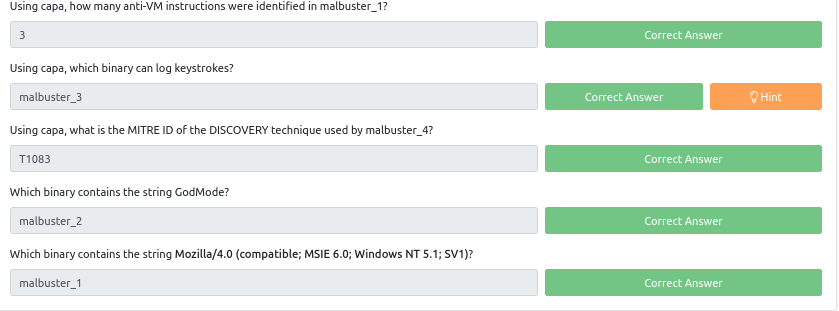 Using capa, how many anti-VM instructions were identified in malbuster_1?
3
Correct Answer
Using capa, which binary can log keystrokes?
malbuster_3
Correct Answer
Hint
Using capa, what is the MITRE ID of the DISCOVERY technique used by malbuster_4?
T1083
Correct Answer
Which binary contains the string GodMode?
malbuster_2
Correct Answer
Which binary contains the string Mozilla/4.0 (compatible; MSIE 6.0; Windows NT 5.1; SV1)?
malbuster_1
Correct Answer